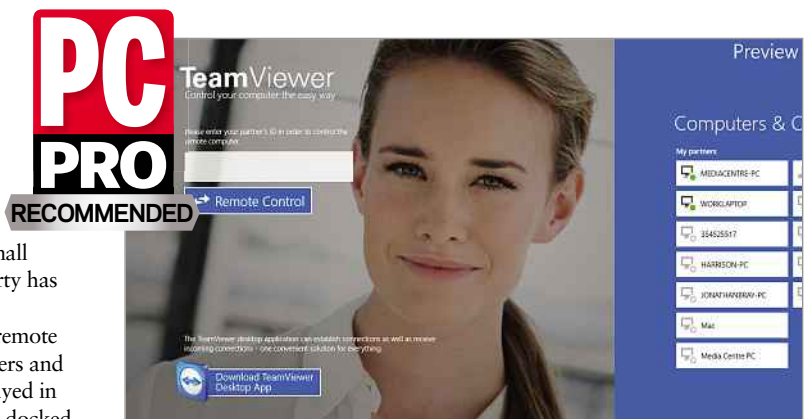 PC
PRO
RECOMMENDED
mall
rty has
remote
ers and
yed in
docked
TeamViewer
Control your computer the easy way
Please enter your partner's ID in order to control the
remote computer.
Remote Control
The TeamViewer desktop application can establish connections as well as receive
incoming connections - one convenient solution for everything.
Download TeamViewer
Desktop App
Preview
Computers & C
My partners
MEDIACENTRE-PC
WORKLAPTOP
354525517
HARRISON-PC
JONATHANBRAY-PC
Mac
Media Centre PC